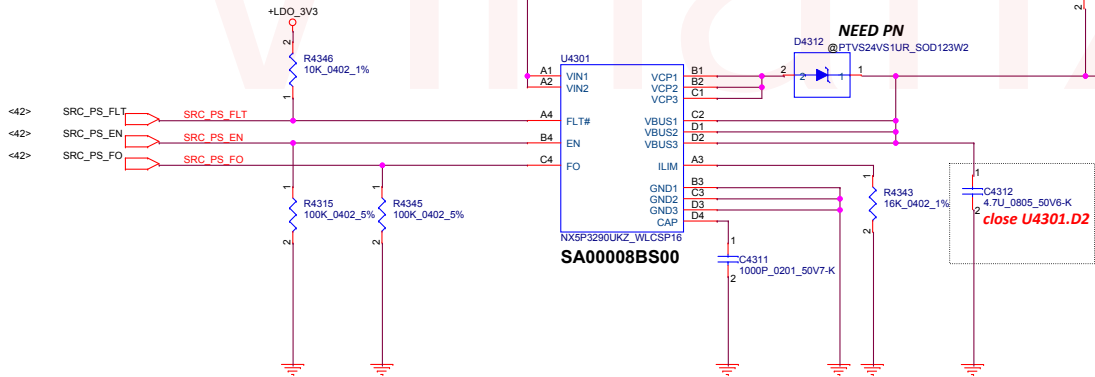 +LDO_3V3
2
R4346
10K_0402_1%
1
NEED PN
D4312
@PTVS24VS1UR_SOD123W2
2
2
1
1
2
U4301
A1
VIN1
A2
VIN2
A4
FLT#
B4
EN
C4
FO
VCP1
B1
VCP2
B2
VCP3
C1
VBUS1
C2
VBUS2
D1
VBUS3
D2
ILIM
A3
GND1
B3
GND2
C3
GND3
D3
CAP
D4
NX5P3290UKZ_WLCSP16
SA00008BS00
<42>
SRC_PS_FLT
SRC_PS_FLT
<42>
SRC_PS_EN
SRC_PS_EN
<42>
SRC_PS_FO
SRC_PS_FO
1
R4315
100K_0402_5%
2
1
R4345
100K_0402_5%
2
1
C4311
1000P_0201_50V7-K
2
1
R4343
16K_0402_1%
2
1
C4312
4.7U_0805_50V6-K
2
close U4301.D2